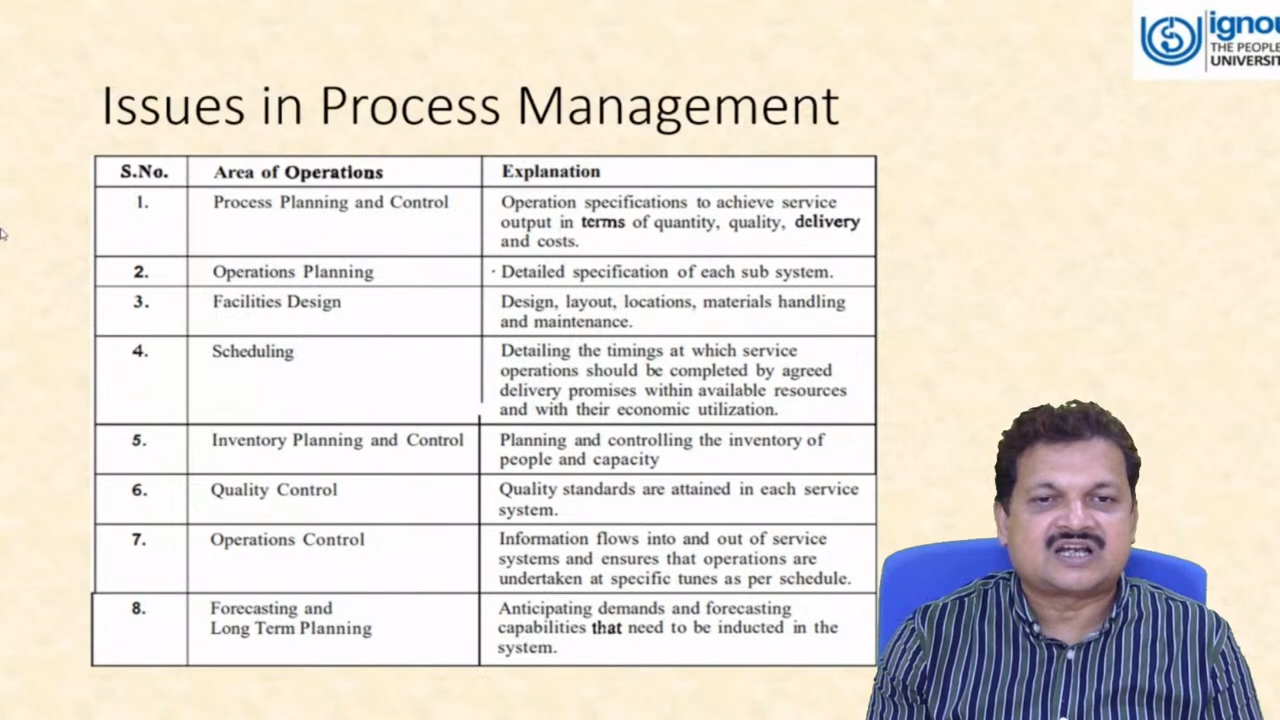 ignou
THE PEOPLE
UNIVERSIT
Issues in Process Management
S.No. Area of Operations Explanation
1. Process Planning and Control Operation specifications to achieve service
output in terms of quantity, quality, delivery
and costs.
2. Operations Planning Detailed specification of each sub system.
3. Facilities Design Design, layout, locations, materials handling
and maintenance.
4. Scheduling Detailing the timings at which service
operations should be completed by agreed
delivery promises within available resources
and with their economic utilization.
5. Inventory Planning and Control Planning and controlling the inventory of
people and capacity
6. Quality Control Quality standards are attained in each service
system.
7. Operations Control Information flows into and out of service
systems and ensures that operations are
undertaken at specific tunes as per schedule.
8. Forecasting and Anticipating demands and forecasting
Long Term Planning capabilities that need to be inducted in the
system.